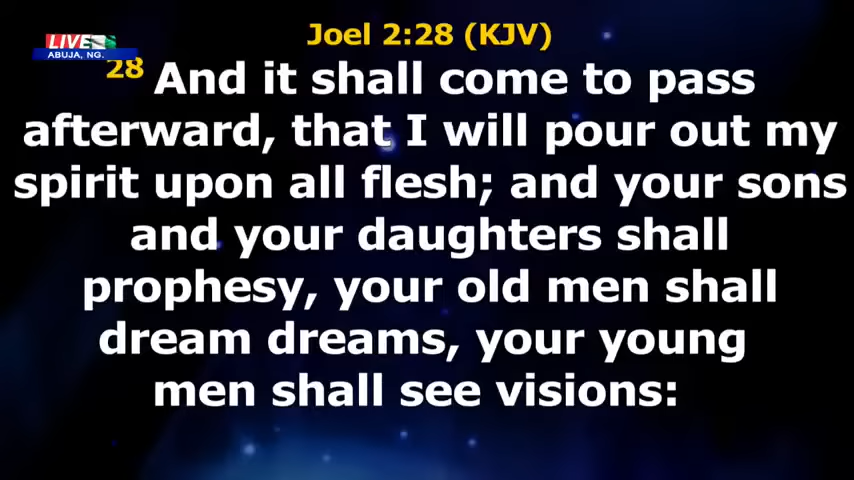 LIVE
ABUJA, NG.
Joel 2:28 (KJV)
28 And it shall come to pass
afterward, that I will pour out my
spirit upon all flesh; and your sons
and your daughters shall
prophesy, your old men shall
dream dreams, your young
men shall see visions: